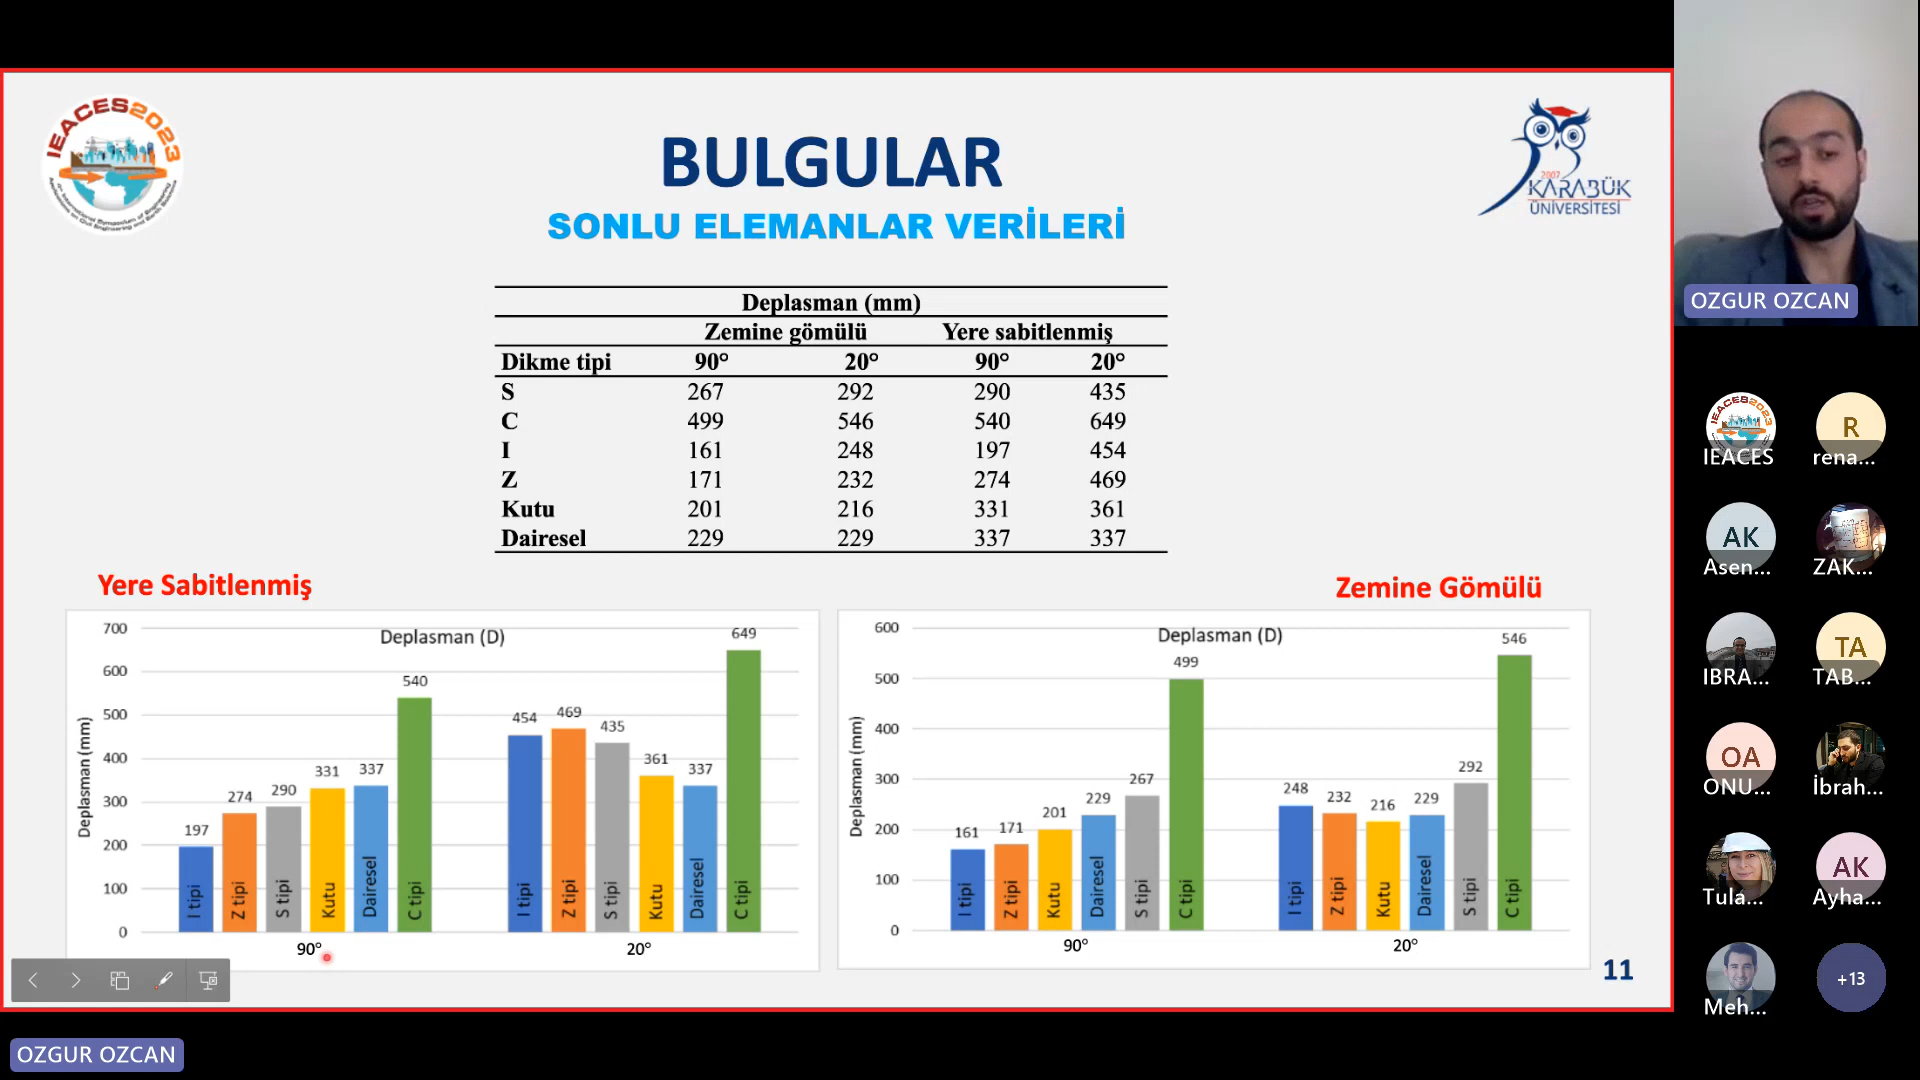 IEACES2023
BULGULAR
SONLU ELEMANLAR VERİLERİ
2007
KARABÜK
ÜNİVERSİTESİ
Deplasman (mm)
Zemine gömülü Yere sabitlenmiş
Dikme tipi 90° 20° 90° 20°
S 267 292 290 435
C 499 546 540 649
I 161 248 197 454
Z 171 232 274 469
Kutu 201 216 331 361
Dairesel 229 229 337 337
Yere Sabitlenmiş
Deplasman (D)
Deplasman (mm)
700
600
500
400
300
200
100
0
197 274 290 331 337 540
454 469 435 361 337 649
I tipi Z tipi S tipi Kutu Dairesel C tipi
I tipi Z tipi S tipi Kutu Dairesel C tipi
90° 20°
Zemine Gömülü
Deplasman (D)
Deplasman (mm)
600
500
400
300
200
100
0
161 171 201 229 267 499
248 232 216 229 292 546
I tipi Z tipi Kutu Dairesel S tipi C tipi
I tipi Z tipi Kutu Dairesel S tipi C tipi
90° 20°
11
OZGUR OZCAN
OZGUR OZCAN
IEACES2023
IEACES
R
rena...
AK
Asen...
ZAK...
IBRA...
TA
TAB...
OA
ONU...
İbrah...
Tula...
AK
Ayha...
Meh...
+13